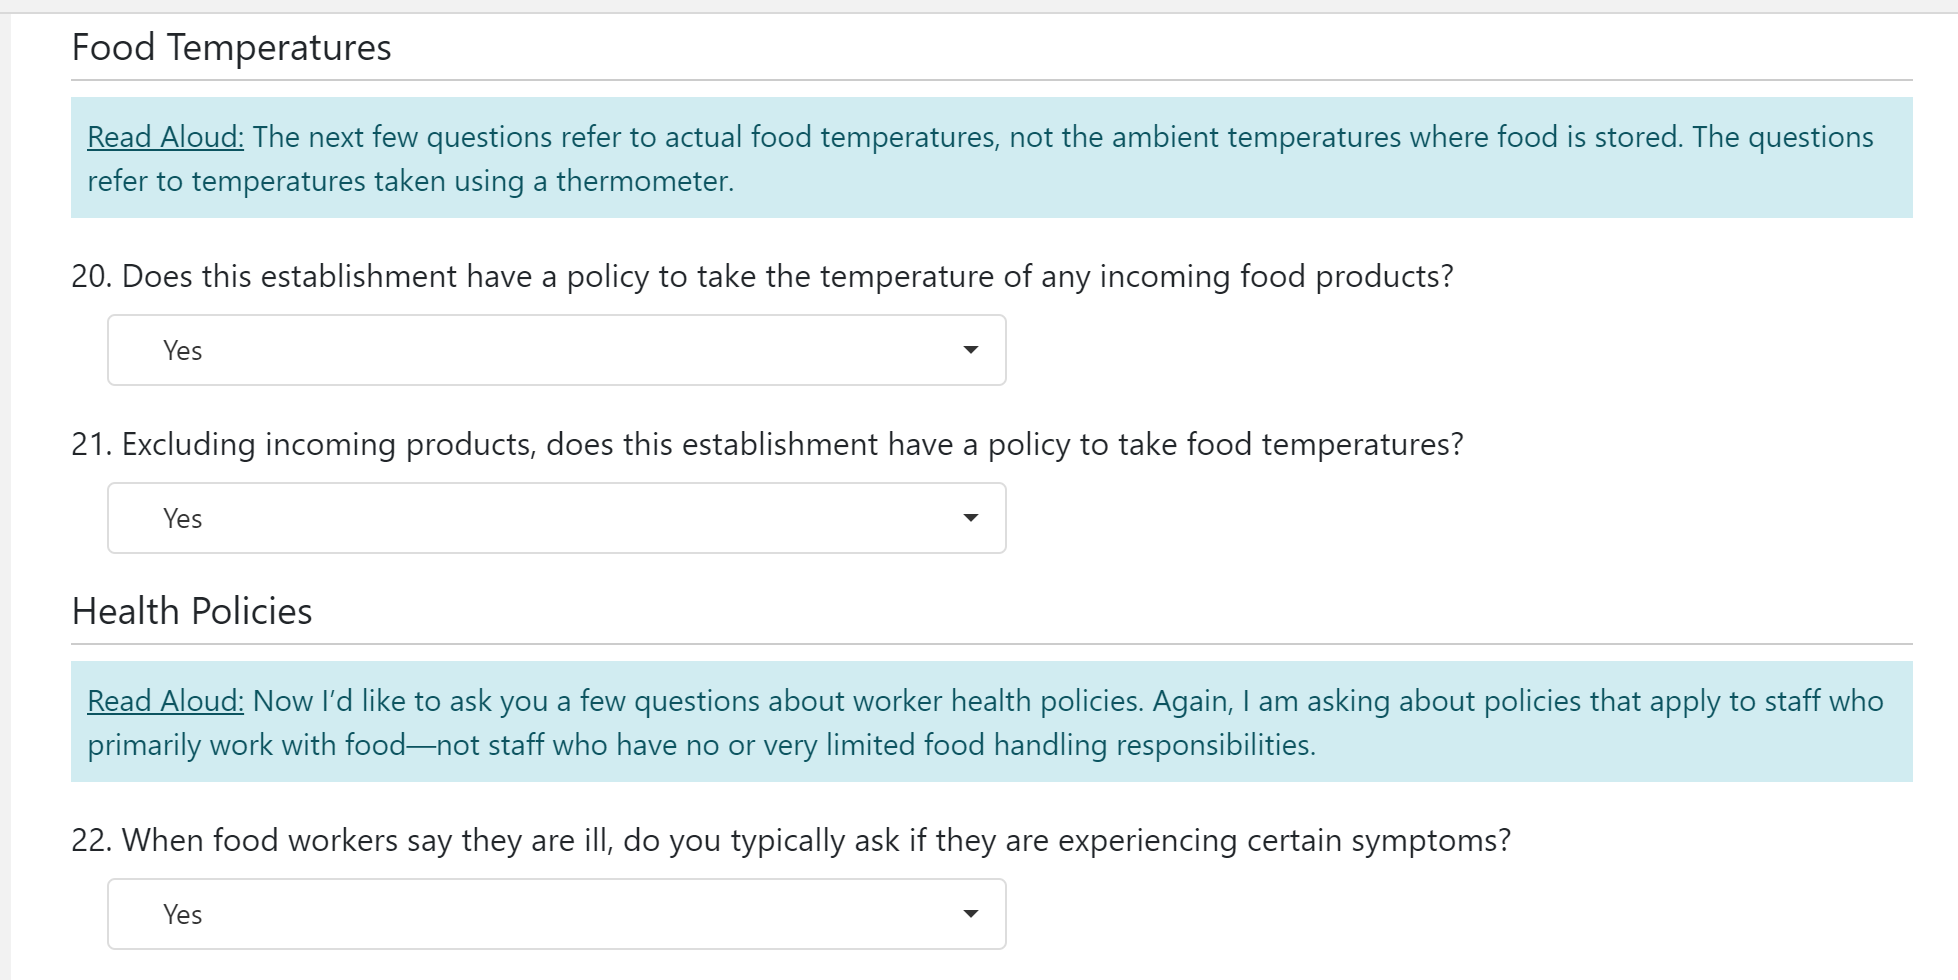 Food Temperatures
Read Aloud: The next few questions refer to actual food temperatures, not the ambient temperatures where food is stored. The questions
refer to temperatures taken using a thermometer.
20. Does this establishment have a policy to take the temperature of any incoming food products?
Yes
21. Excluding incoming products, does this establishment have a policy to take food temperatures?
Yes
Health Policies
Read Aloud: Now I’d like to ask you a few questions about worker health policies. Again, I am asking about policies that apply to staff who
primarily work with food—not staff who have no or very limited food handling responsibilities.
22. When food workers say they are ill, do you typically ask if they are experiencing certain symptoms?
Yes